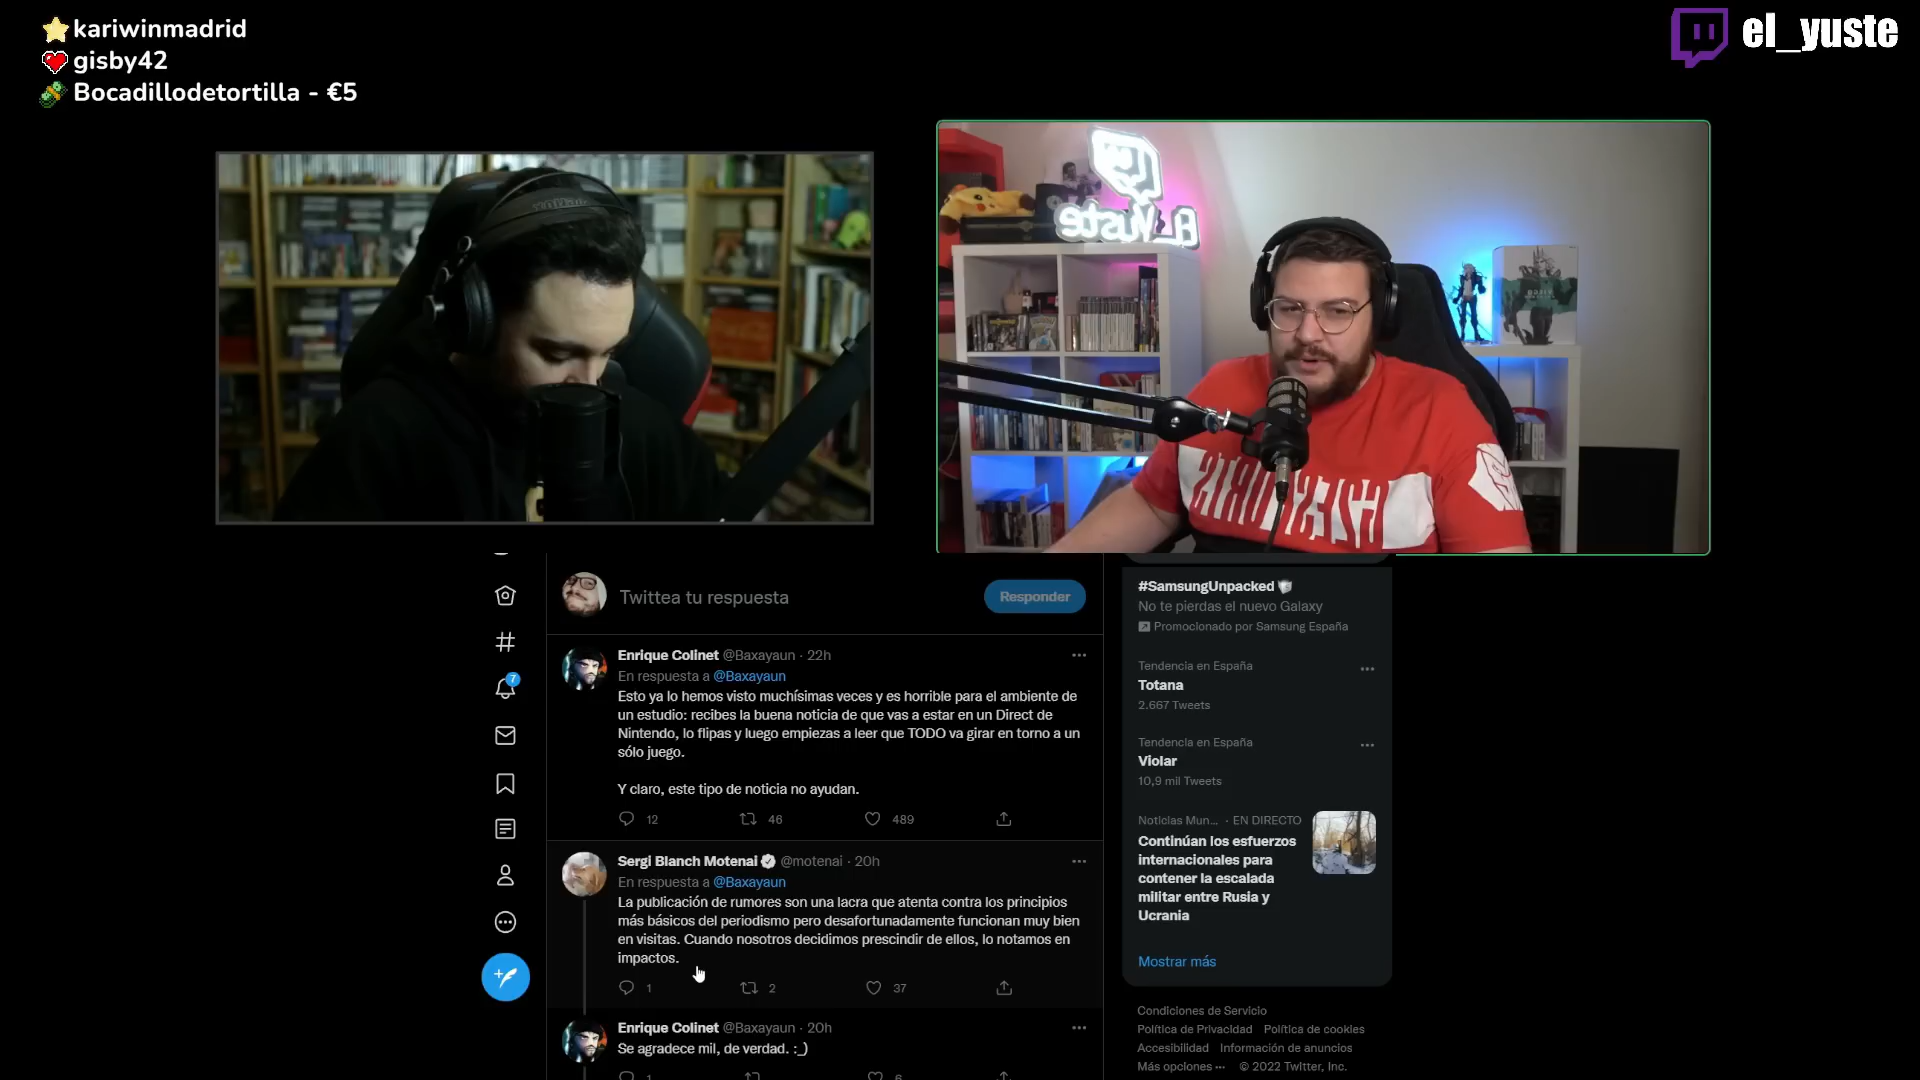 kariwinmadrid
gisby42
Bocadillodetortilla - €5
el_yuste
El Yuste
Twittea tu respuesta
Responder
Enrique Colinet @Baxayaun · 22h
En respuesta a @Baxayaun
Esto ya lo hemos visto muchísimas veces y es horrible para el ambiente de
un estudio: recibes la buena noticia de que vas a estar en un Direct de
Nintendo, lo flipas y luego empiezas a leer que TODO va girar en torno a un
sólo juego.
Y claro, este tipo de noticia no ayudan.
12 46 489
Sergi Blanch Motenai @motenai · 20h
En respuesta a @Baxayaun
La publicación de rumores son una lacra que atenta contra los principios
más básicos del periodismo pero desafortunadamente funcionan muy bien
en visitas. Cuando nosotros decidimos prescindir de ellos, lo notamos en
impactos.
1 2 37
Enrique Colinet @Baxayaun · 20h
Se agradece mil, de verdad. :_)
1 6
7
#SamsungUnpacked
No te pierdas el nuevo Galaxy
Promocionado por Samsung España
Tendencia en España
Totana
2.667 Tweets
Tendencia en España
Violar
10,9 mil Tweets
Noticias Mun... · EN DIRECTO
Continúan los esfuerzos
internacionales para
contener la escalada
militar entre Rusia y
Ucrania
Mostrar más
Condiciones de Servicio
Política de Privacidad Política de cookies
Accesibilidad Información de anuncios
Más opciones ··· © 2022 Twitter, Inc.